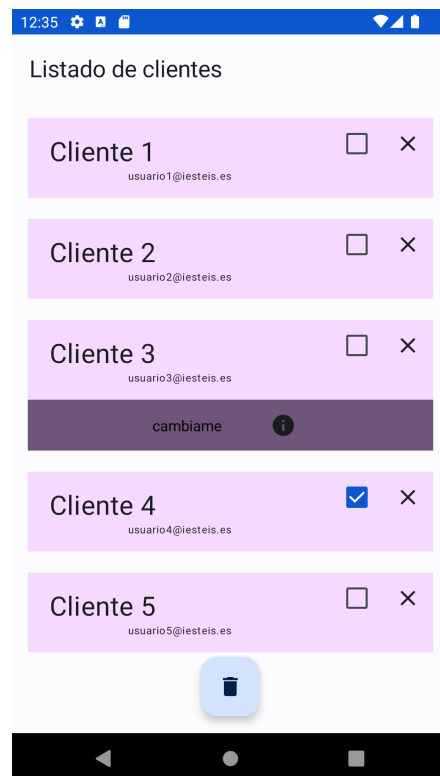 12:35
Listado de clientes
Cliente 1
usuario1@iesteis.es
Cliente 2
usuario2@iesteis.es
Cliente 3
usuario3@iesteis.es
cambiame
Cliente 4
usuario4@iesteis.es
Cliente 5
usuario5@iesteis.es